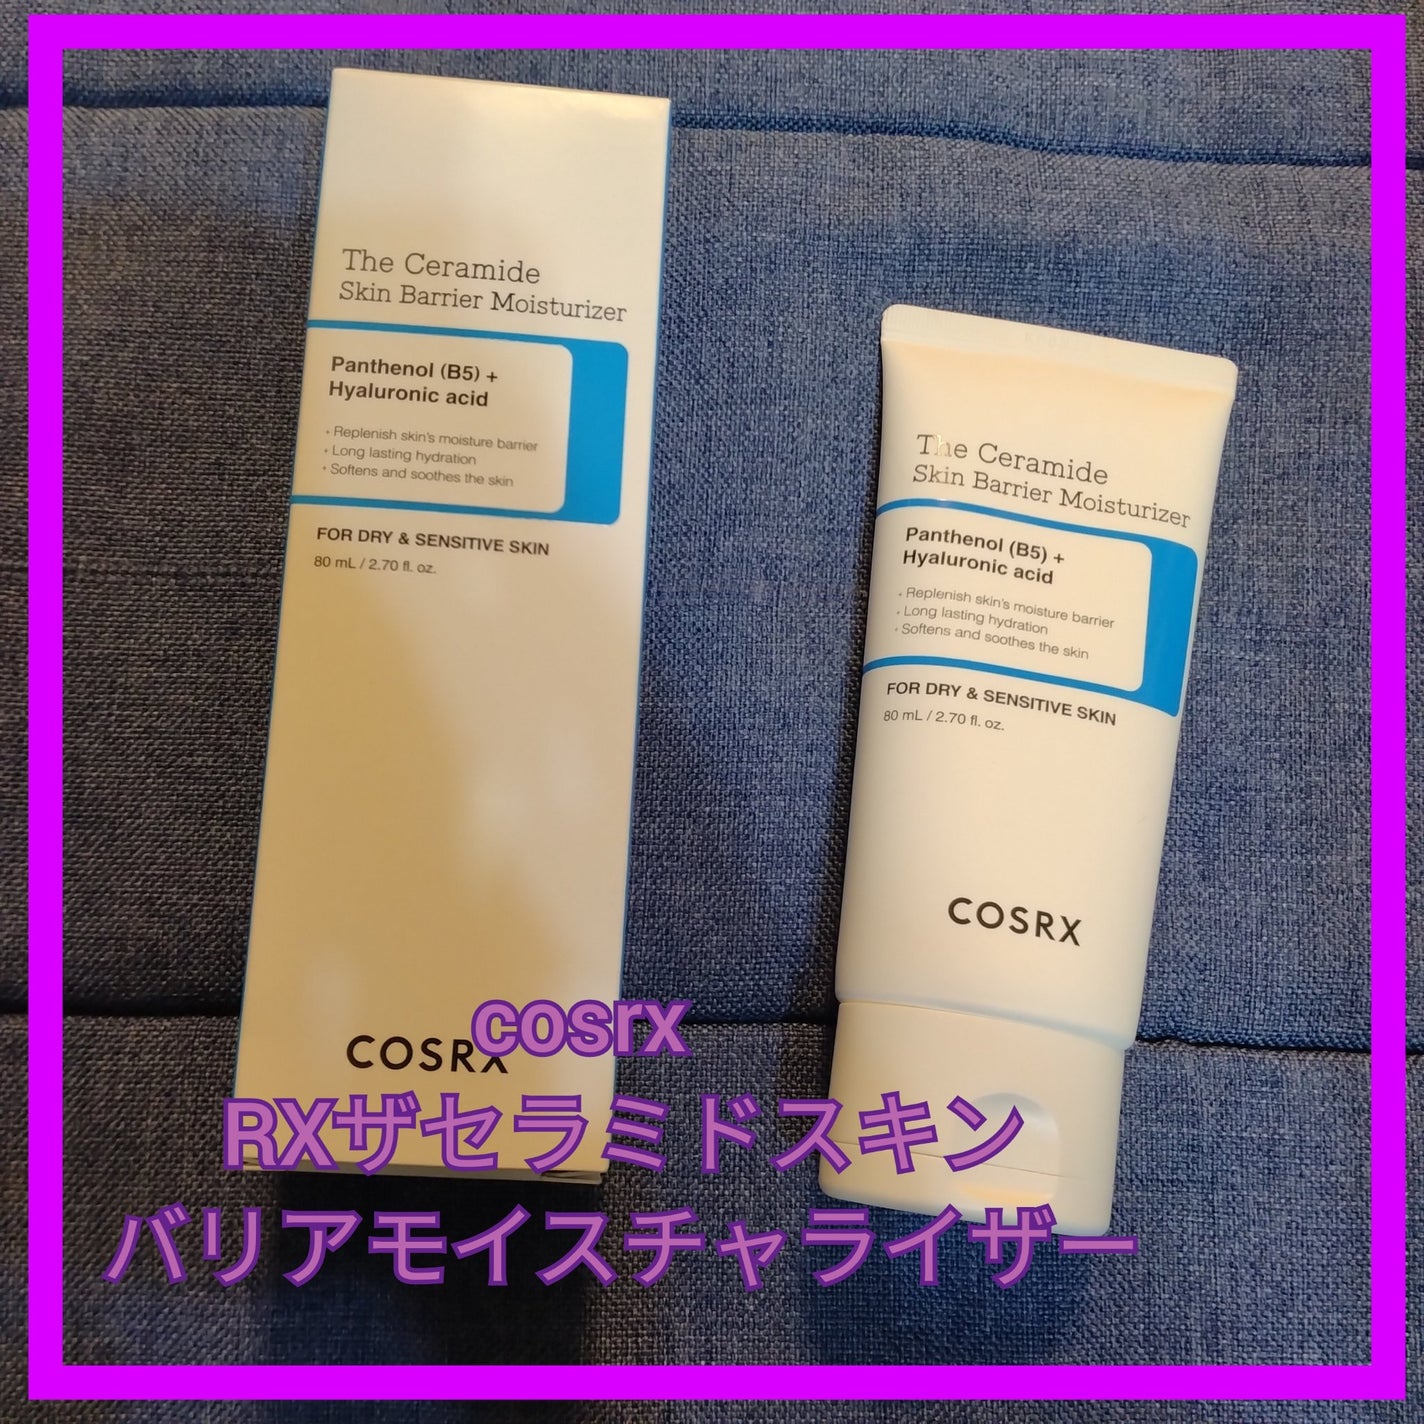 The Ceramide
Skin Barrier Moisturizer
Panthenol (B5) +
Hyaluronic acid
• Replenish skin's moisture barrier
• Long lasting hydration
• Softens and soothes the skin
FOR DRY & SENSITIVE SKIN
80 mL / 2.70 fl. oz.
COSRX
The Ceramide
Skin Barrier Moisturizer
Panthenol (B5) +
Hyaluronic acid
• Replenish skin's moisture barrier
• Long lasting hydration
• Softens and soothes the skin
FOR DRY & SENSITIVE SKIN
80 mL / 2.70 fl. oz.
COSRX
cosrx
RXザセラミドスキン
バリアモイスチャライザー